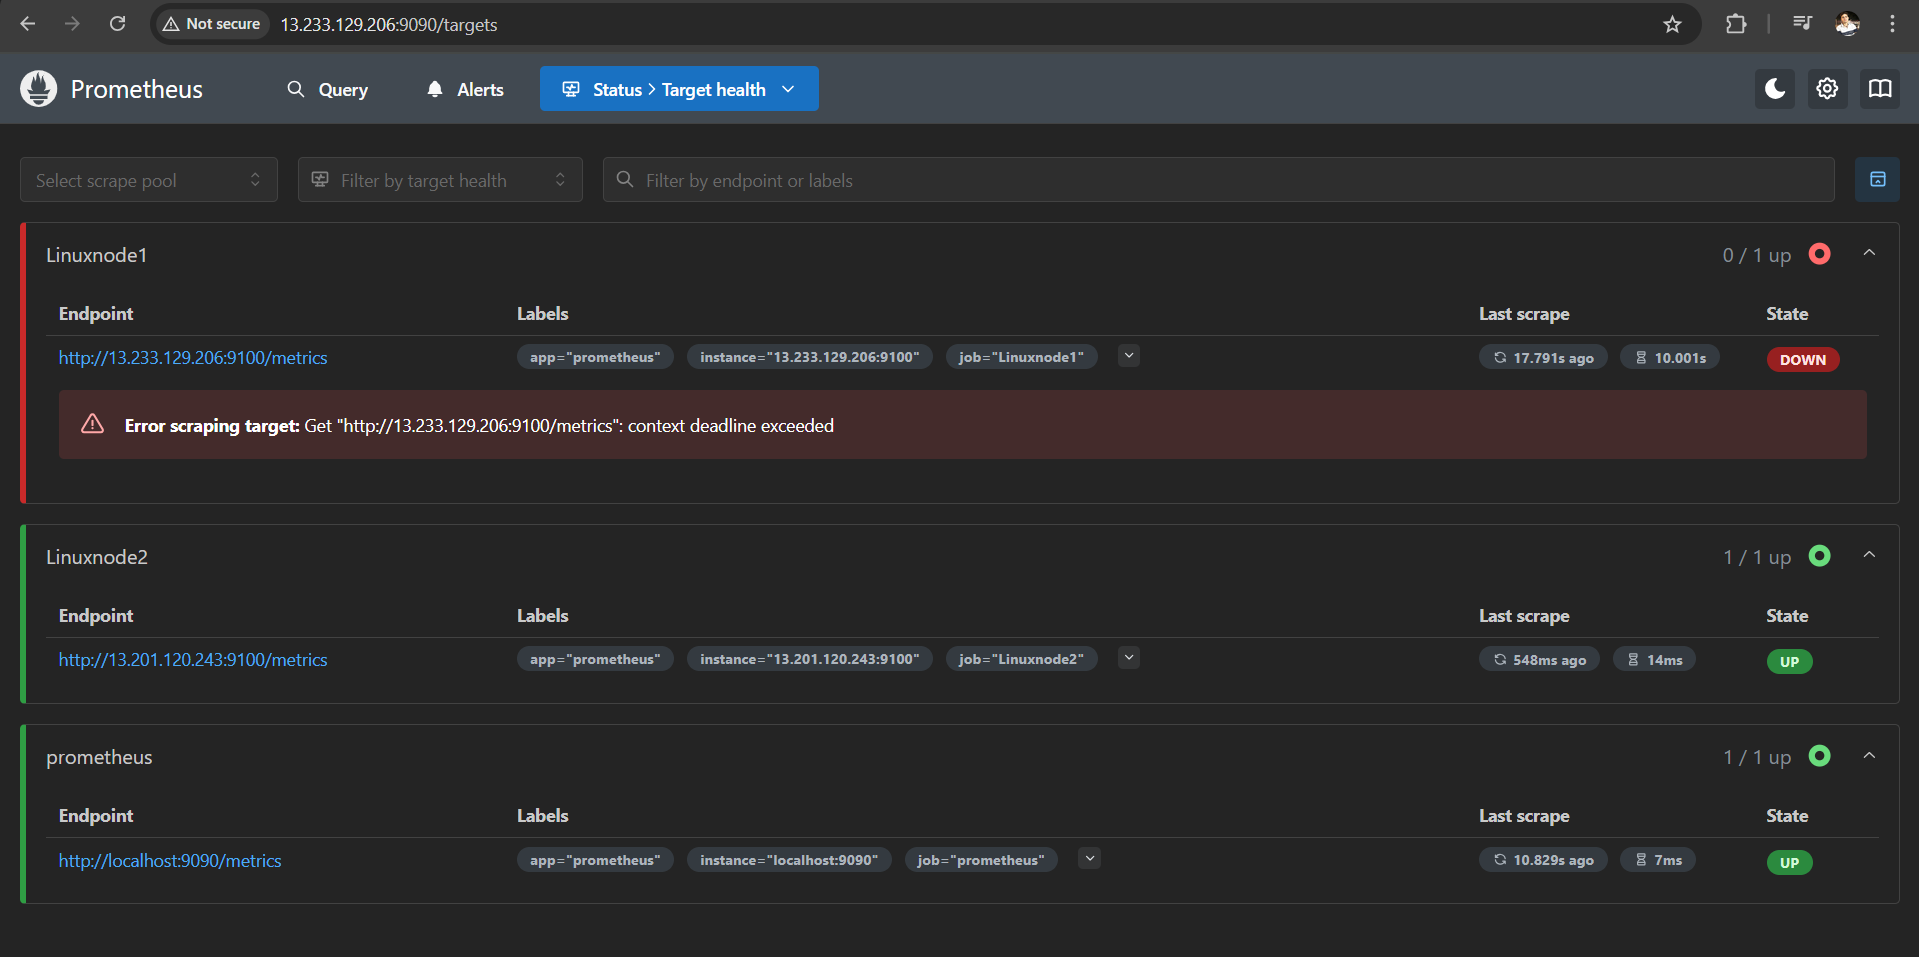 Not secure 13.233.129.206:9090/targets
Prometheus Query Alerts Status > Target health
Select scrape pool Filter by target health Filter by endpoint or labels
Linuxnode1 0 / 1 up
Endpoint Labels Last scrape State
http://13.233.129.206:9100/metrics app="prometheus" instance="13.233.129.206:9100" job="Linuxnode1" 17.791s ago 10.001s DOWN
Error scraping target: Get "http://13.233.129.206:9100/metrics": context deadline exceeded
Linuxnode2 1 / 1 up
Endpoint Labels Last scrape State
http://13.201.120.243:9100/metrics app="prometheus" instance="13.201.120.243:9100" job="Linuxnode2" 548ms ago 14ms UP
prometheus 1 / 1 up
Endpoint Labels Last scrape State
http://localhost:9090/metrics app="prometheus" instance="localhost:9090" job="prometheus" 10.829s ago 7ms UP